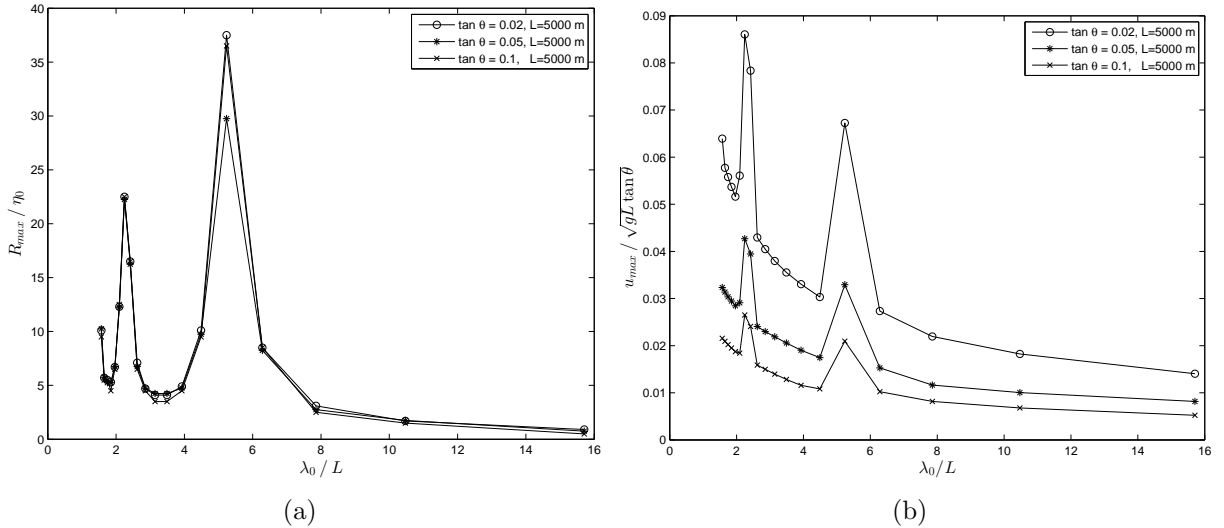 40
35
30
25
20
15
10
5
0
R_max / η_0
tan θ = 0.02, L=5000 m
tan θ = 0.05, L=5000 m
tan θ = 0.1, L=5000 m
0 2 4 6 8 10 12 14 16
λ_0 / L
(a)
0.09
0.08
0.07
0.06
0.05
0.04
0.03
0.02
0.01
0
u_max / √gL tan θ
tan θ = 0.02, L=5000 m
tan θ = 0.05, L=5000 m
tan θ = 0.1, L=5000 m
0 2 4 6 8 10 12 14 16
λ_0 / L
(b)